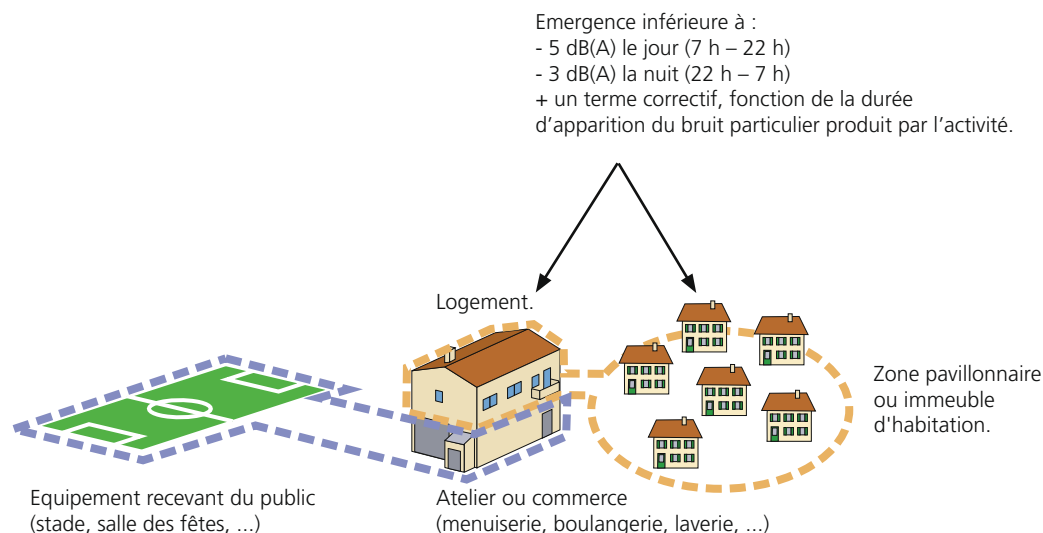 Emergence inférieure à :
- 5 dB(A) le jour (7 h – 22 h)
- 3 dB(A) la nuit (22 h – 7 h)
+ un terme correctif, fonction de la durée
d’apparition du bruit particulier produit par l’activité.
Logement.
Zone pavillonnaire
ou immeuble
d'habitation.
Equipement recevant du public
(stade, salle des fêtes, ...)
Atelier ou commerce
(menuiserie, boulangerie, laverie, ...)